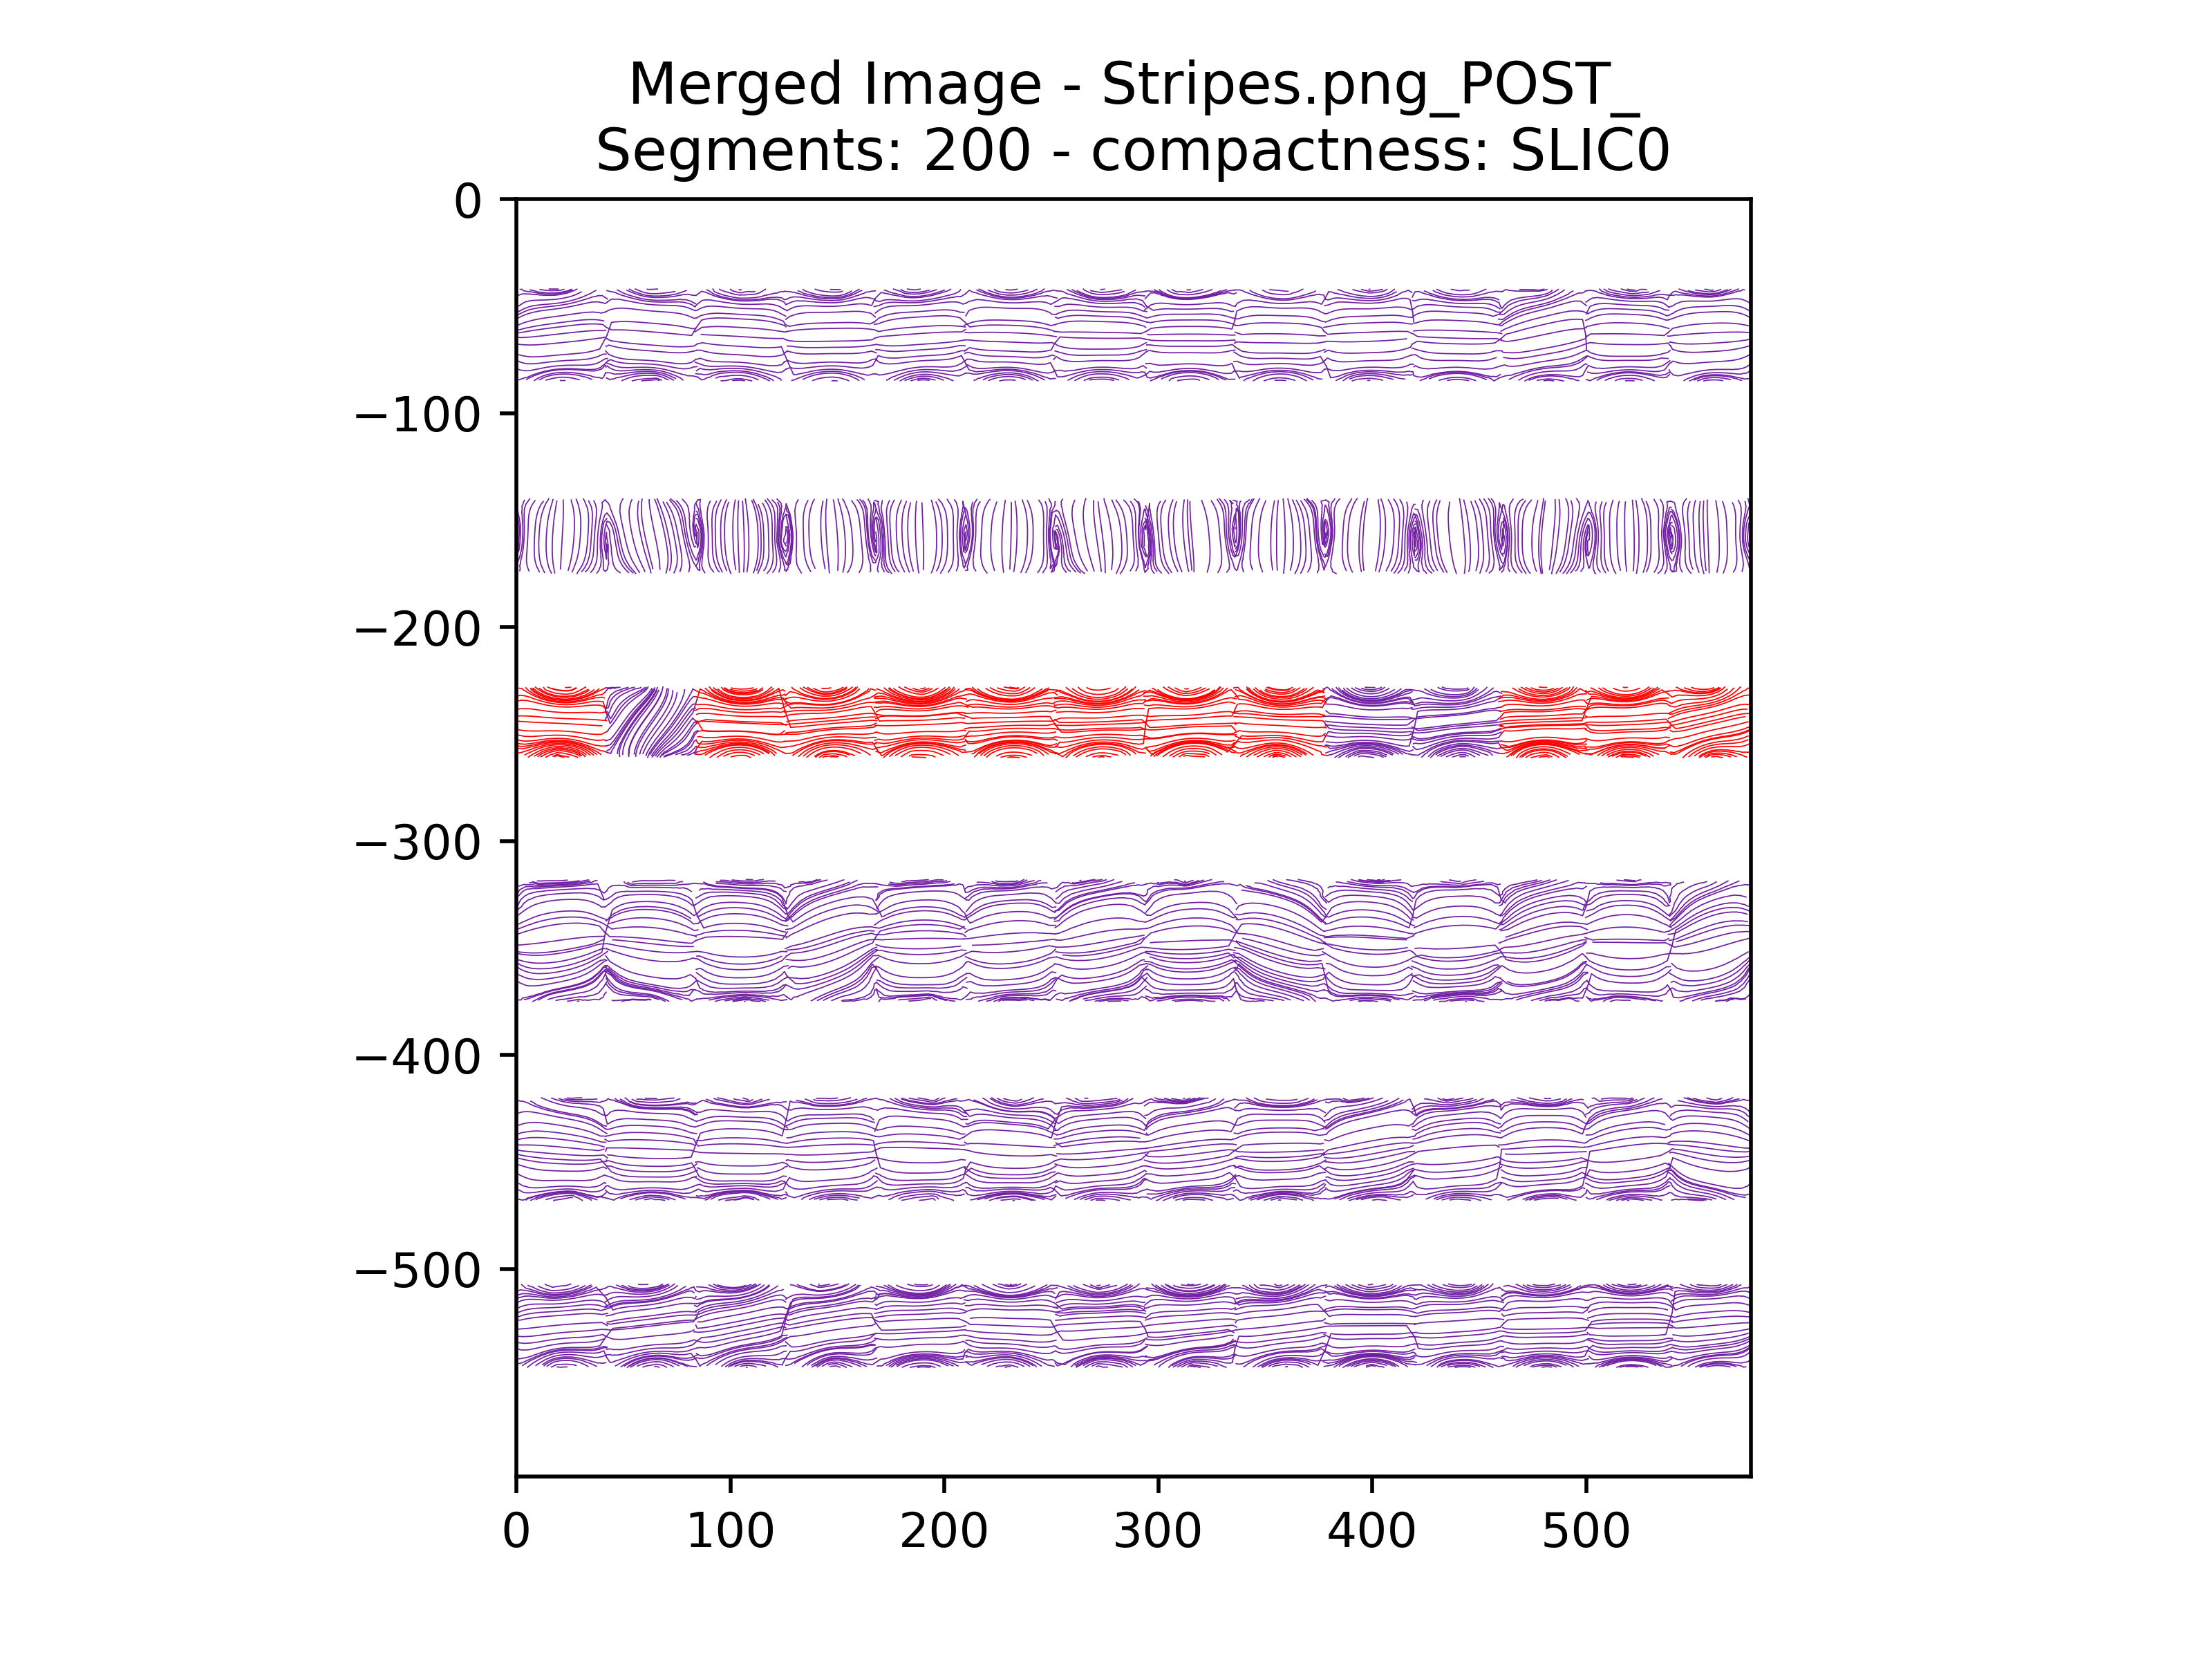 Merged Image - Stripes.png_POST_
Segments: 200 - compactness: SLIC0
0
−100
−200
−300
−400
−500
0 100 200 300 400 500